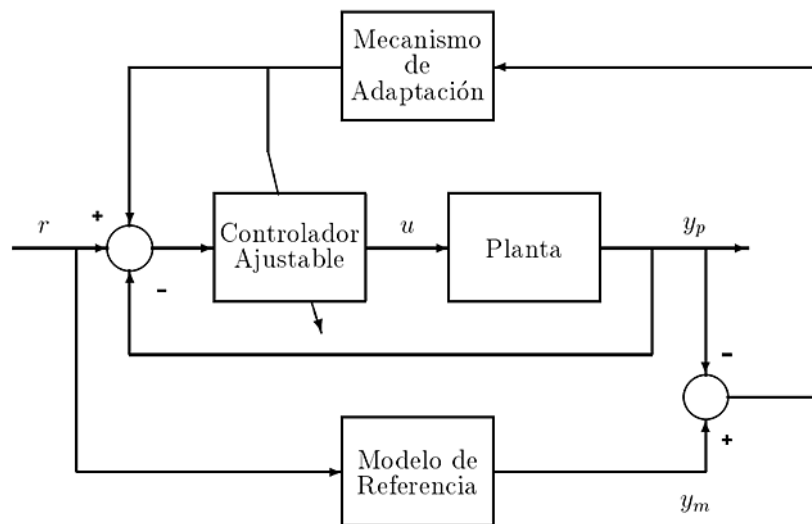 Mecanismo
de
Adaptación
+
r
Controlador
Ajustable
u
Planta
y_p
-
-
+
Modelo de
Referencia
y_m